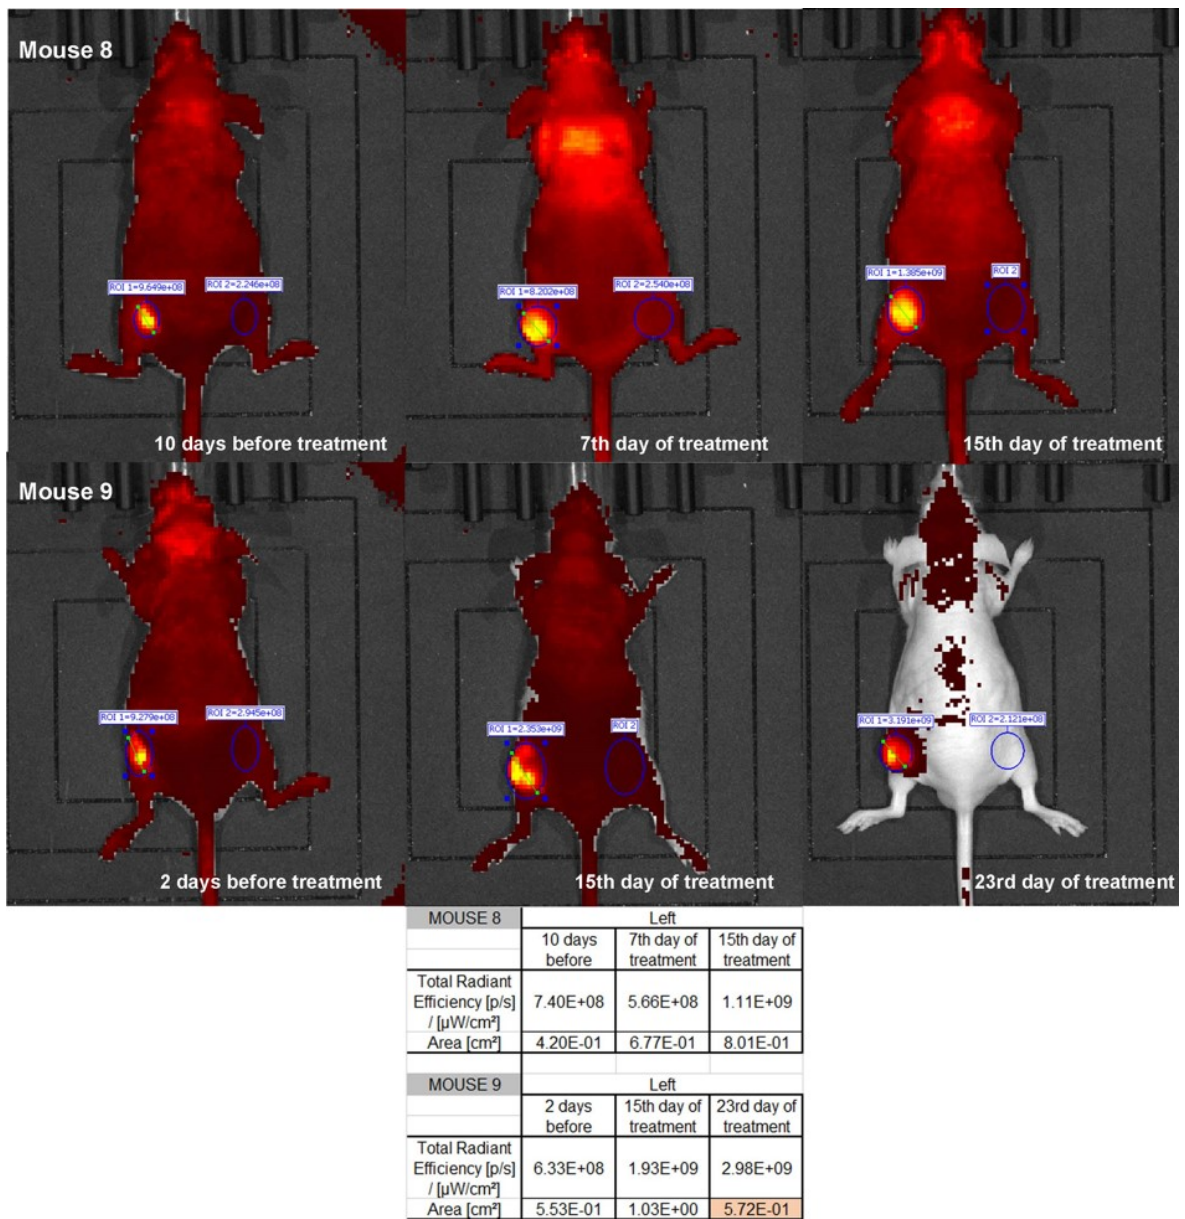 Mouse 8
ROI 1=9.649e+08
ROI 2=2.246e+08
10 days before treatment
ROI 1=8.202e+08
ROI 2=2.540e+08
7th day of treatment
ROI 1=1.385e+09
ROI 2
15th day of treatment
Mouse 9
ROI 1=9.279e+08
ROI 2=2.945e+08
2 days before treatment
ROI 1=2.353e+09
ROI 2
15th day of treatment
ROI 1=3.191e+09
ROI 2=2.121e+08
23rd day of treatment
MOUSE 8 Left
10 days before 7th day of treatment 15th day of treatment
Total Radiant Efficiency [p/s] / [µW/cm²] 7.40E+08 5.66E+08 1.11E+09
Area [cm²] 4.20E-01 6.77E-01 8.01E-01
MOUSE 9 Left
2 days before 15th day of treatment 23rd day of treatment
Total Radiant Efficiency [p/s] / [µW/cm²] 6.33E+08 1.93E+09 2.98E+09
Area [cm²] 5.53E-01 1.03E+00 5.72E-01